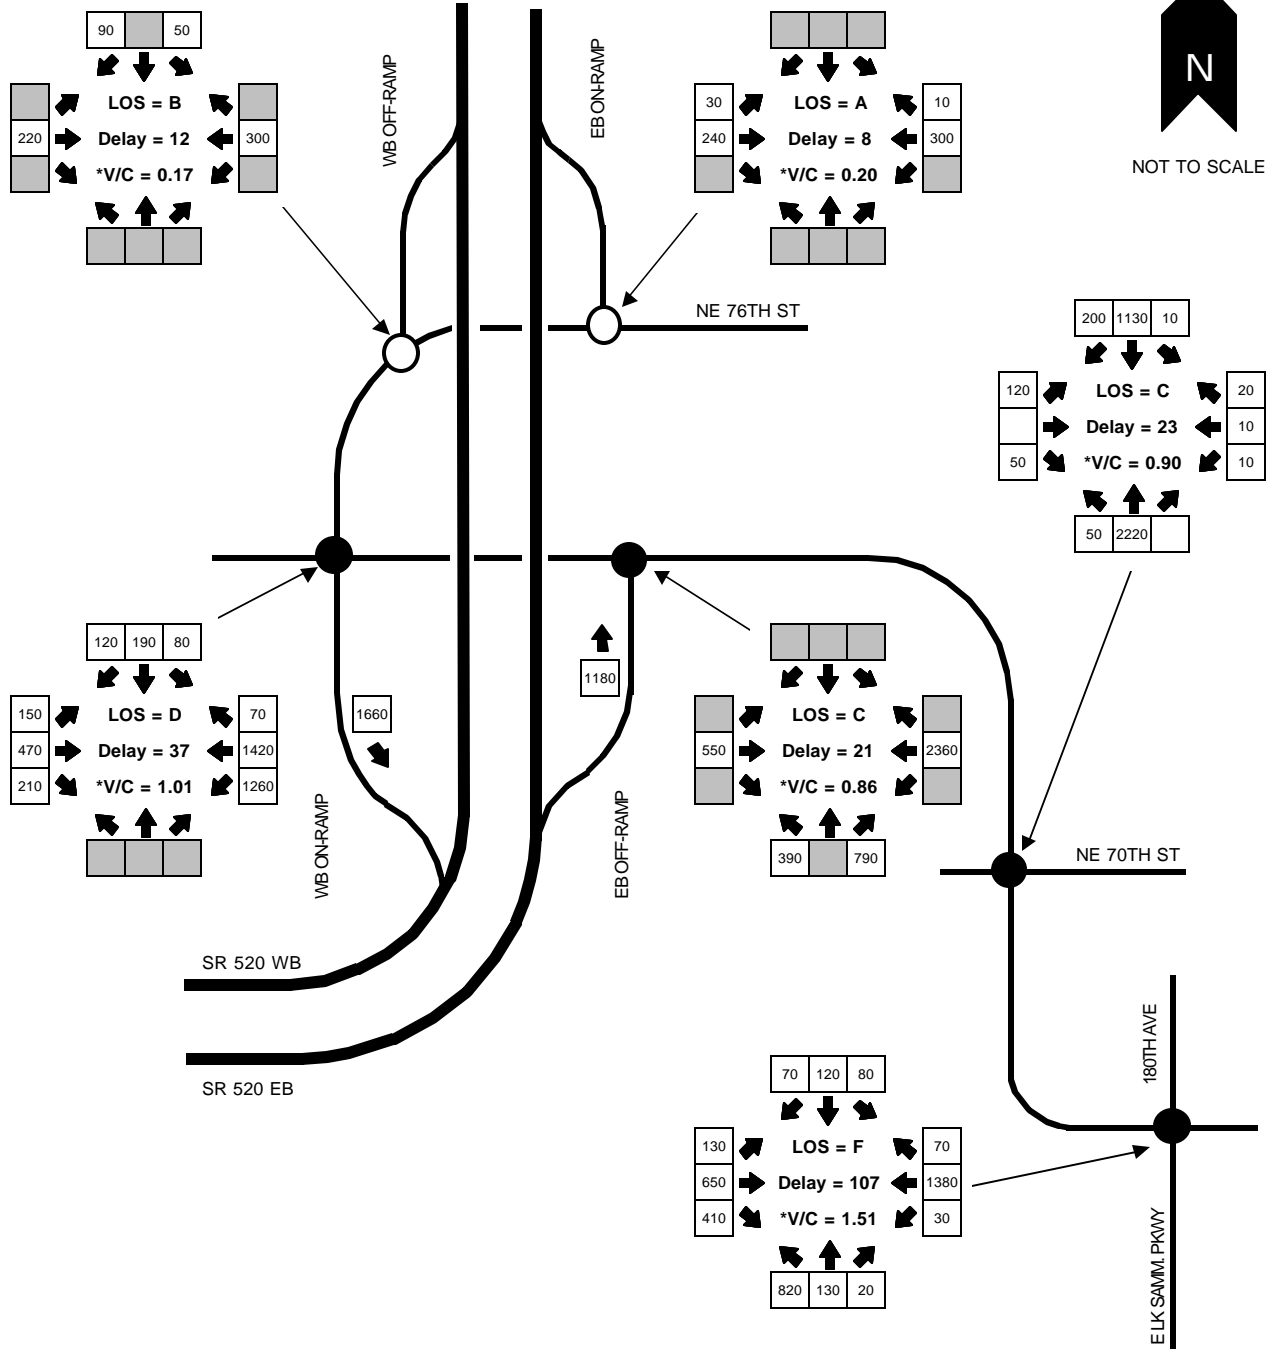 90 50
LOS = B
220 Delay = 12 300
*V/C = 0.17
WB OFF-RAMP
EB ON-RAMP
30 LOS = A 10
240 Delay = 8 300
*V/C = 0.20
N
NOT TO SCALE
NE 76TH ST
200 1130 10
120 LOS = C 20
Delay = 23 10
50 *V/C = 0.90 10
50 2220
120 190 80
150 LOS = D 70
470 Delay = 37 1420
210 *V/C = 1.01 1260
1660
WB ON-RAMP
1180
EB OFF-RAMP
LOS = C
550 Delay = 21 2360
*V/C = 0.86
390 790
NE 70TH ST
SR 520 WB
SR 520 EB
180TH AVE
70 120 80
130 LOS = F 70
650 Delay = 107 1380
410 *V/C = 1.51 30
820 130 20
E LK SAMM. PKWY